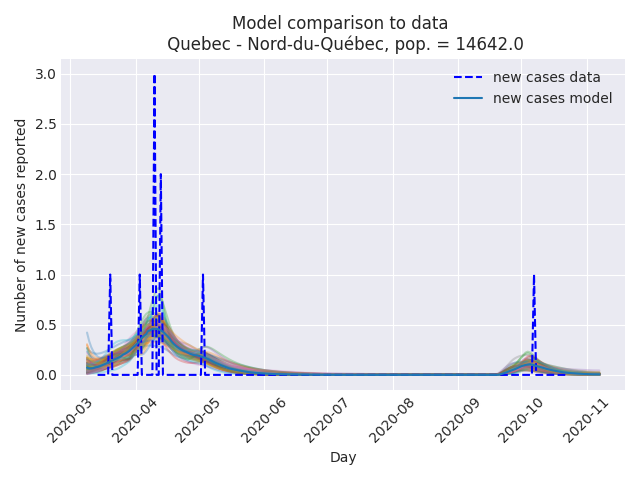 Model comparison to data
Quebec - Nord-du-Québec, pop. = 14642.0
new cases data
new cases model
Number of new cases reported
3.0
2.5
2.0
1.5
1.0
0.5
0.0
2020-03
2020-04
2020-05
2020-06
2020-07
2020-08
2020-09
2020-10
2020-11
Day